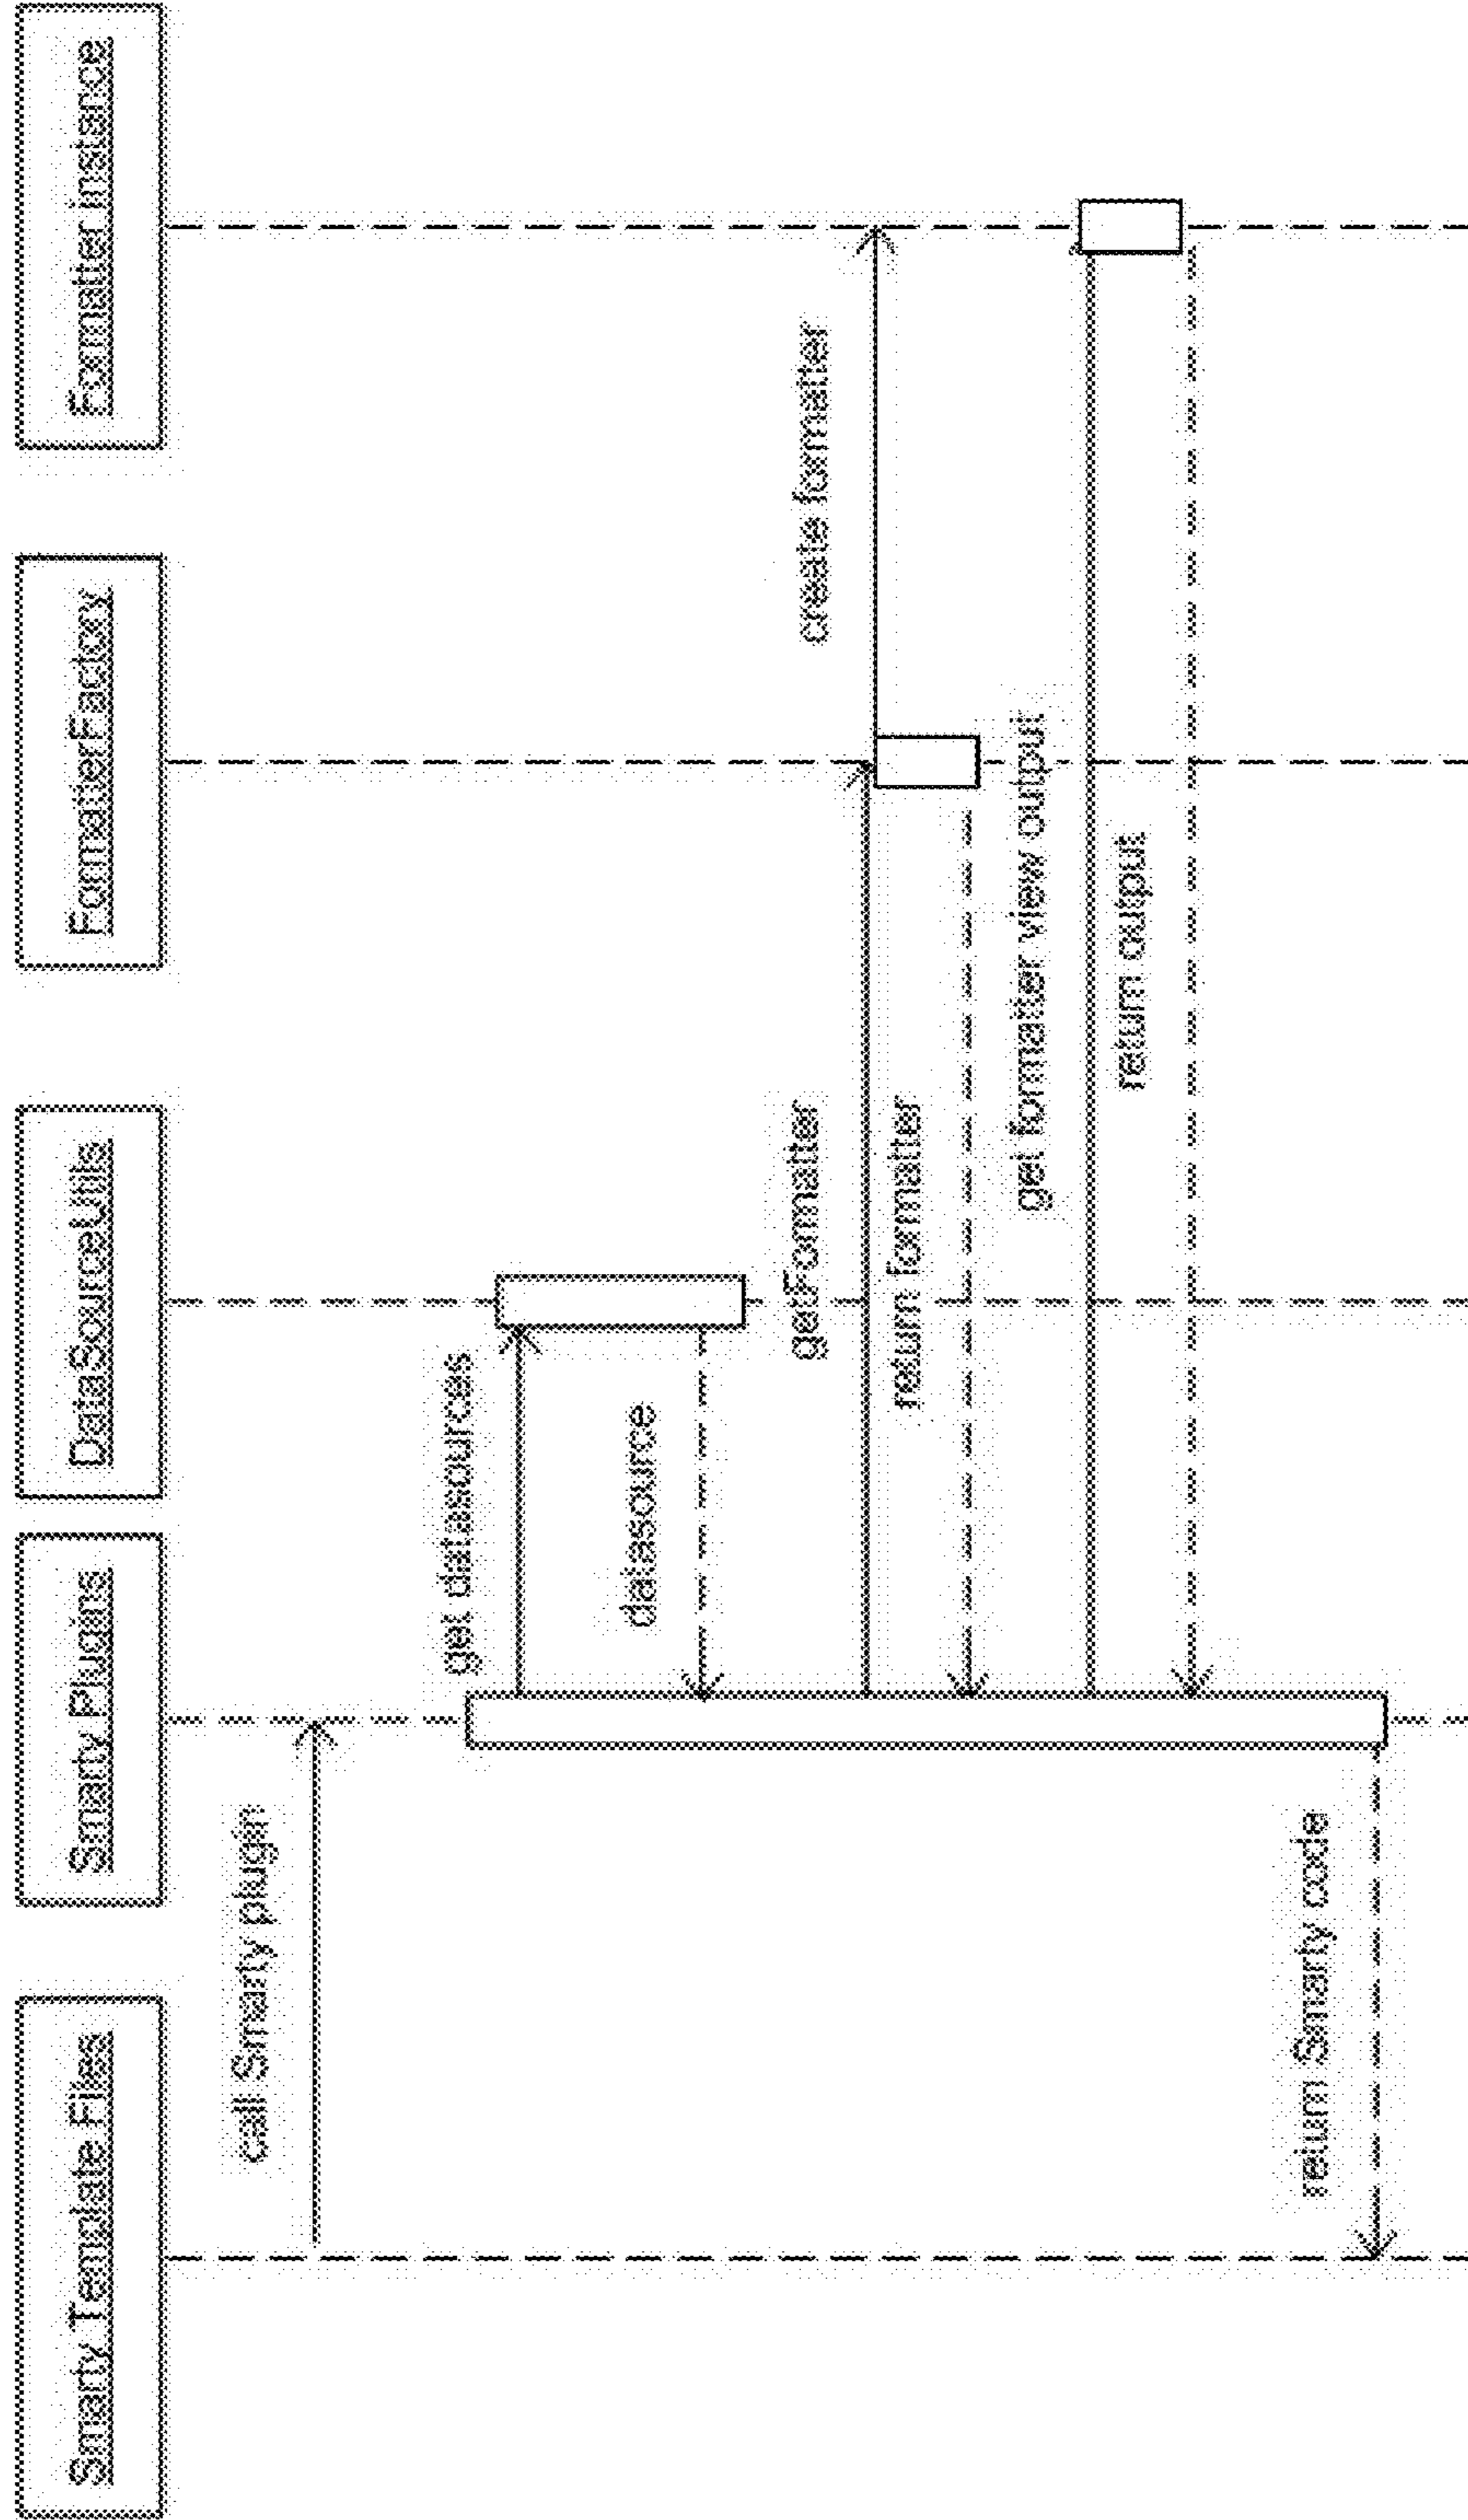 Smarty Template Files
Smarty Plugins
DataSourceUtils
FormatterFactory
Formatter instance
call Smarty plugin
get datasources
datasource
getFormatter
create formatter
return formatter
get formatter view output
return output
return Smarty code